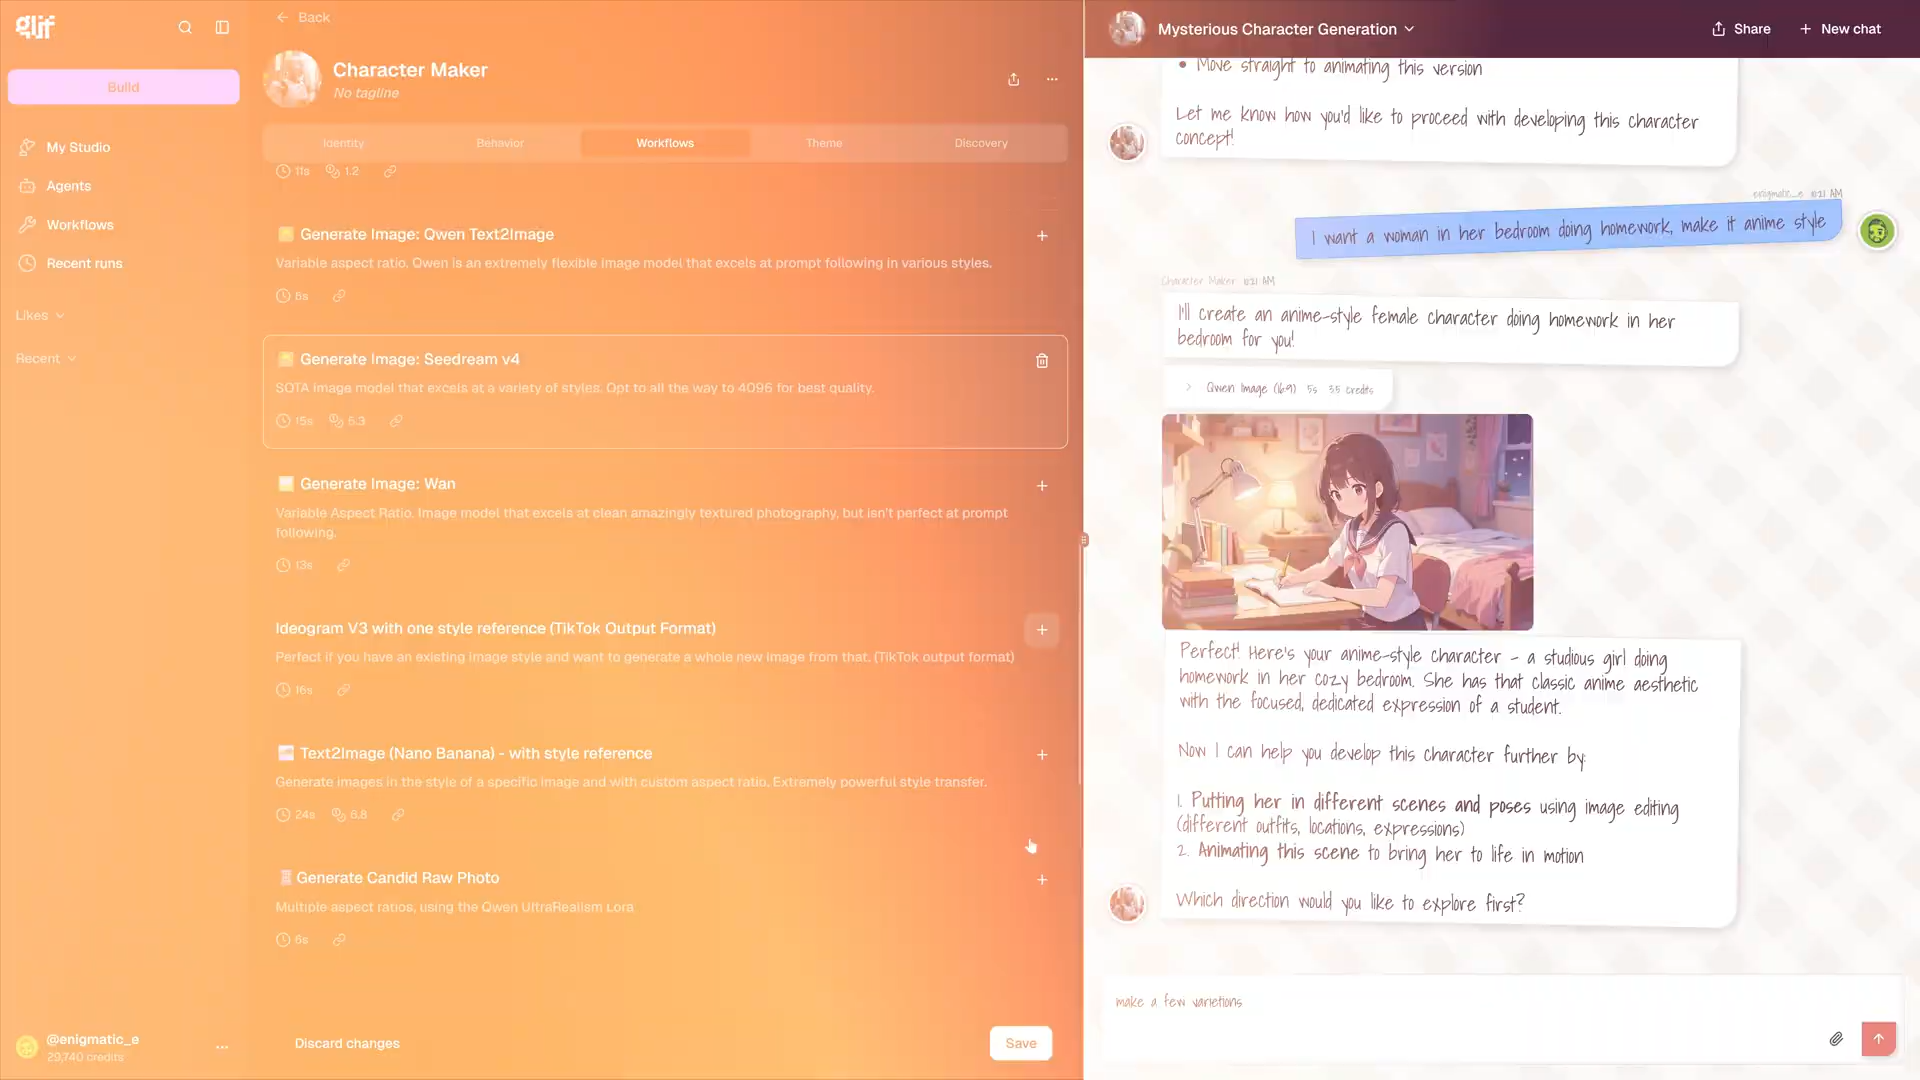 glif
Build
My Studio
Agents
Workflows
Recent runs
Likes
Recent
@enigmatic_e
29,740 credits
Back
Character Maker
No tagline
Identity
Behavior
Workflows
Theme
Discovery
11s 1.2
Generate Image: Qwen Text2Image
Variable aspect ratio. Qwen is an extremely flexible image model that excels at prompt following in various styles.
Generate Image: Seedream v4
SOTA image model that excels at a variety of styles. Opt to all the way to 4096 for best quality.
15s
Generate Image: Wan
Variable Aspect Ratio. Image model that excels at clean amazingly textured photography, but isn't perfect at prompt
following.
13s
Ideogram V3 with one style reference (TikTok Output Format)
Perfect if you have an existing image style and want to generate a whole new image from that. (TikTok output format)
16s
Text2Image (Nano Banana) - with style reference
Generate images in the style of a specific image and with custom aspect ratio. Extremely powerful style transfer.
24s
Generate Candid Raw Photo
Multiple aspect ratios, using the Qwen UltraRealism Lora
6s
Discard changes
Save
Mysterious Character Generation
Share
New chat
• Move straight to animating this version
Let me know how you'd like to proceed with developing this character
concept!
enigmatic_e
I want a woman in her bedroom doing homework, make it anime style
Character Maker
I'll create an anime-style female character doing homework in her
bedroom for you!
Qwen Image (16:9) 5s 3.5 credits
Perfect! Here's your anime-style character - a studious girl doing
homework in her cozy bedroom. She has that classic anime aesthetic
with the focused, dedicated expression of a student.
Now I can help you develop this character further by:
1. Putting her in different scenes and poses using image editing
(different outfits, locations, expressions)
2. Animating this scene to bring her to life in motion
Which direction would you like to explore first?
make a few varietions